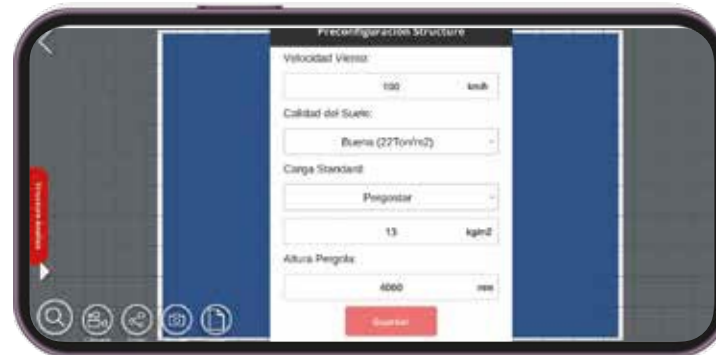 Preconfiguración Structure
Velocidad Viento:
100 km/h
Calidad del Suelo:
Buena (22Ton/m2)
Carga Standard:
Pergostar
13 kg/m2
Altura Pergola:
4000 mm
Guardar